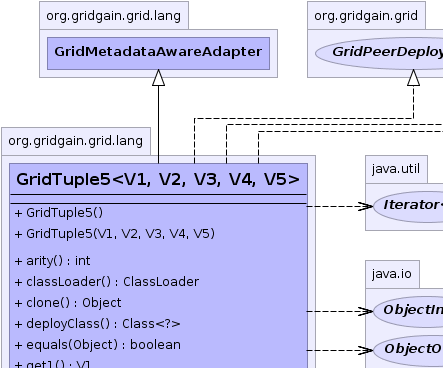 org.gridgain.grid.lang
GridMetadataAwareAdapter
org.gridgain.grid
GridPeerDeploy
org.gridgain.grid.lang
GridTuple5<V1, V2, V3, V4, V5>
+ GridTuple5()
+ GridTuple5(V1, V2, V3, V4, V5)
+ arity() : int
+ classLoader() : ClassLoader
+ clone() : Object
+ deployClass() : Class<?>
+ equals(Object) : boolean
+ get1() : V1
java.util
Iterator<
java.io
ObjectIn
ObjectO